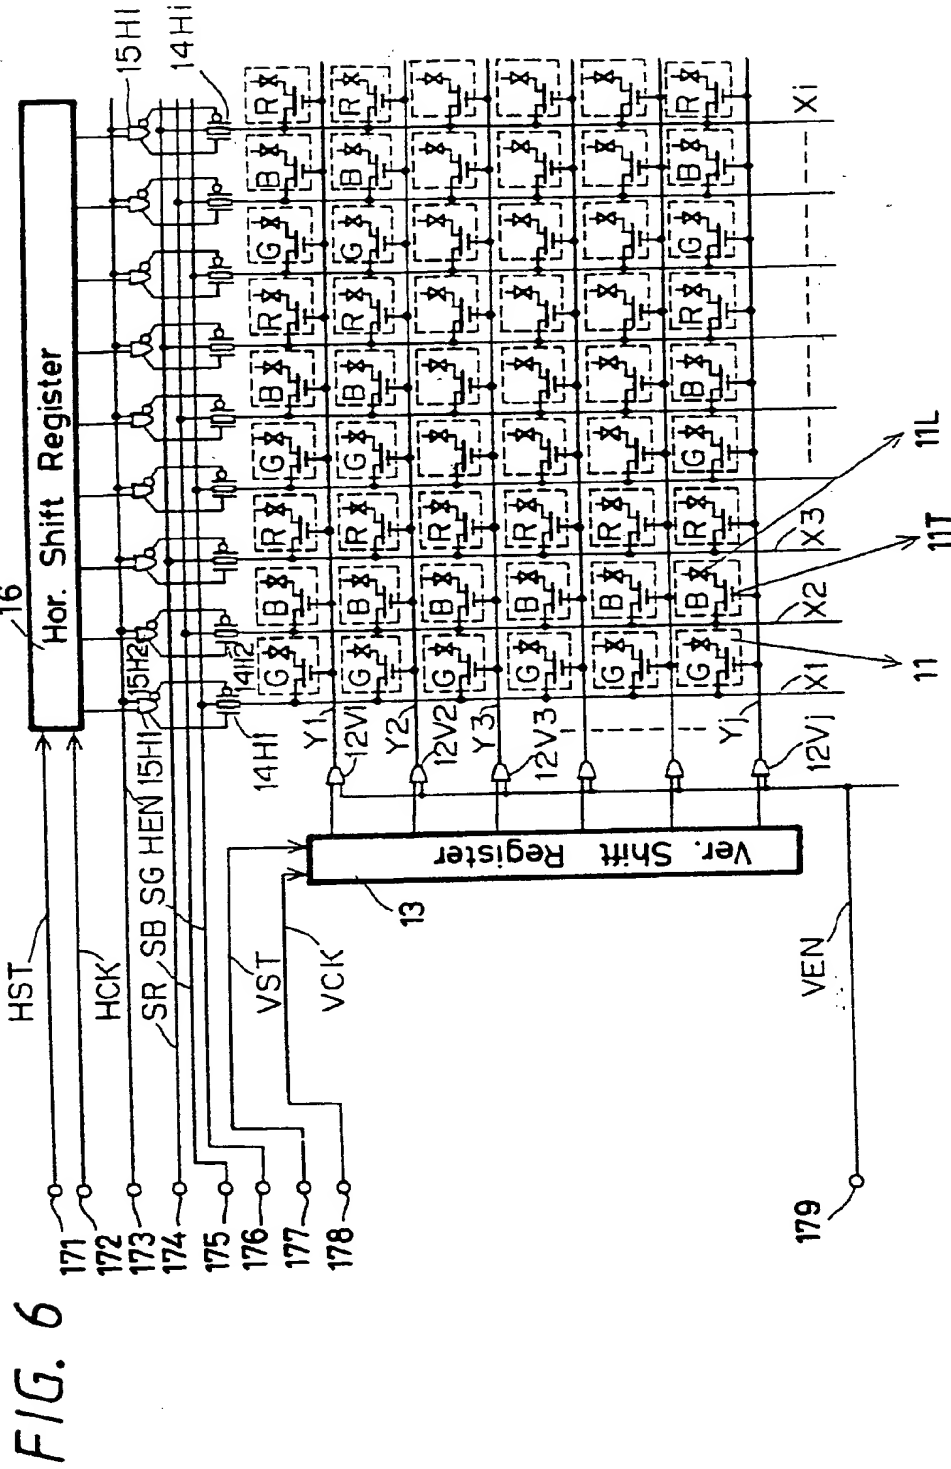 FIG. 6
16
Hor. Shift Register
HST
HCK
SR SB SG HEN 15H1 15H2
15H1
14Hi
14H1
14H2
171
172
173
174
175
176
177
178
179
VST
VCK
VEN
13
Ver. Shift Register
Y1
12V1
Y2
12V2
Y3
12V3
Yj
12Vj
G B R G B R G B R
G B R G B R G B R
G B R
G B R
G B R
G B R G B R G B R
X1
X2
X3
Xi
11
11T
11L